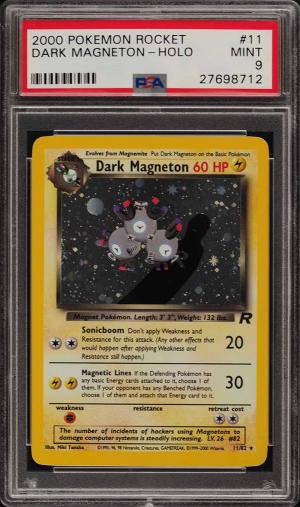 2000 POKEMON ROCKET #11
DARK MAGNETON - HOLO MINT
9
PSA 27698712
Evolves from Magnemite Put Dark Magneton on the Basic Pokémon
STAGE 1
Dark Magneton 60 HP
Magnet Pokémon. Length: 3' 3", Weight: 132 lbs.
Sonicboom Don't apply Weakness and
Resistance for this attack. (Any other effects that
would happen after applying Weakness and
Resistance still happen.)
20
Magnetic Lines If the Defending Pokémon has
any basic Energy cards attached to it, choose 1 of
them. If your opponent has any Benched Pokémon,
choose 1 of them and attach that Energy card to it.
30
weakness resistance retreat cost
The number of incidents of hackers using Magnetons to
damage computer systems is steadily increasing. LV. 26 #82
Illus. Miki Tanaka 11/82 ★